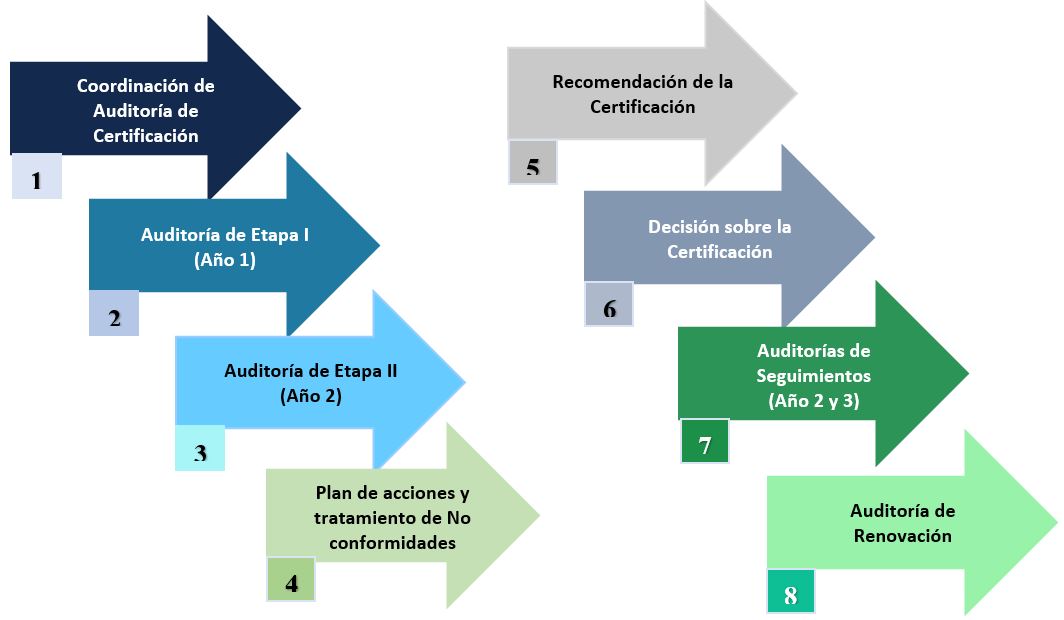 Coordinación de
Auditoría de
Certificación
1
Auditoría de Etapa I
(Año 1)
2
Auditoría de Etapa II
(Año 2)
3
Plan de acciones y
tratamiento de No
conformidades
4
Recomendación de la
Certificación
5
Decisión sobre la
Certificación
6
Auditorías de
Seguimientos
(Año 2 y 3)
7
Auditoría de
Renovación
8